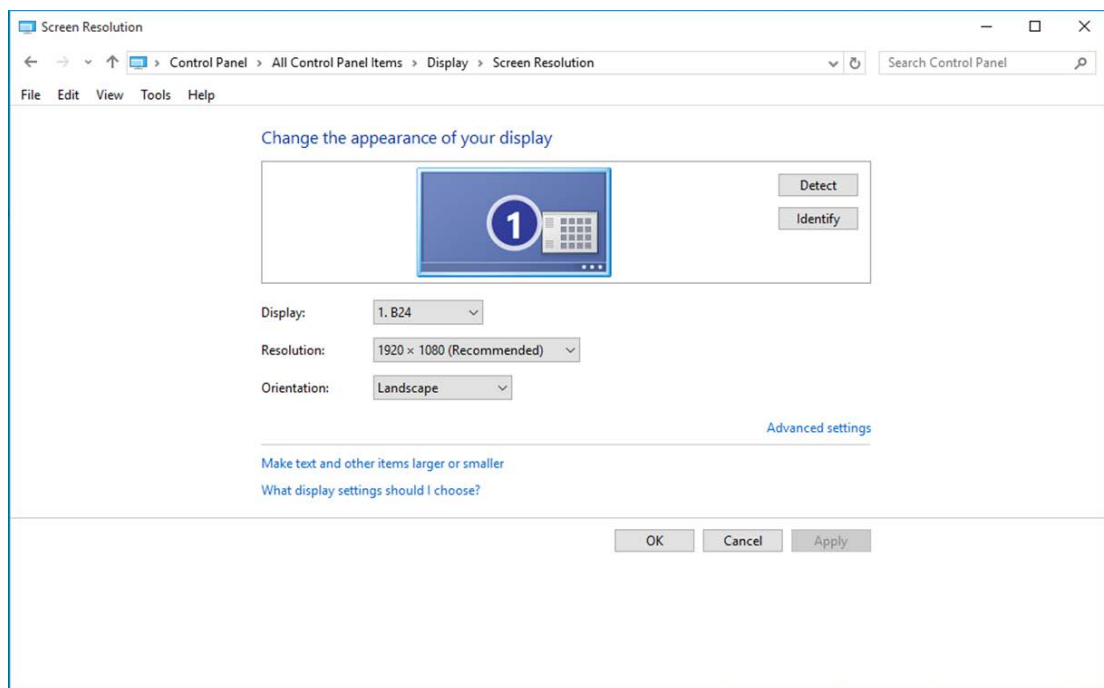 Screen Resolution
Control Panel > All Control Panel Items > Display > Screen Resolution
Search Control Panel
File Edit View Tools Help
Change the appearance of your display
1
Detect
Identify
Display: 1. B24
Resolution: 1920 × 1080 (Recommended)
Orientation: Landscape
Advanced settings
Make text and other items larger or smaller
What display settings should I choose?
OK Cancel Apply